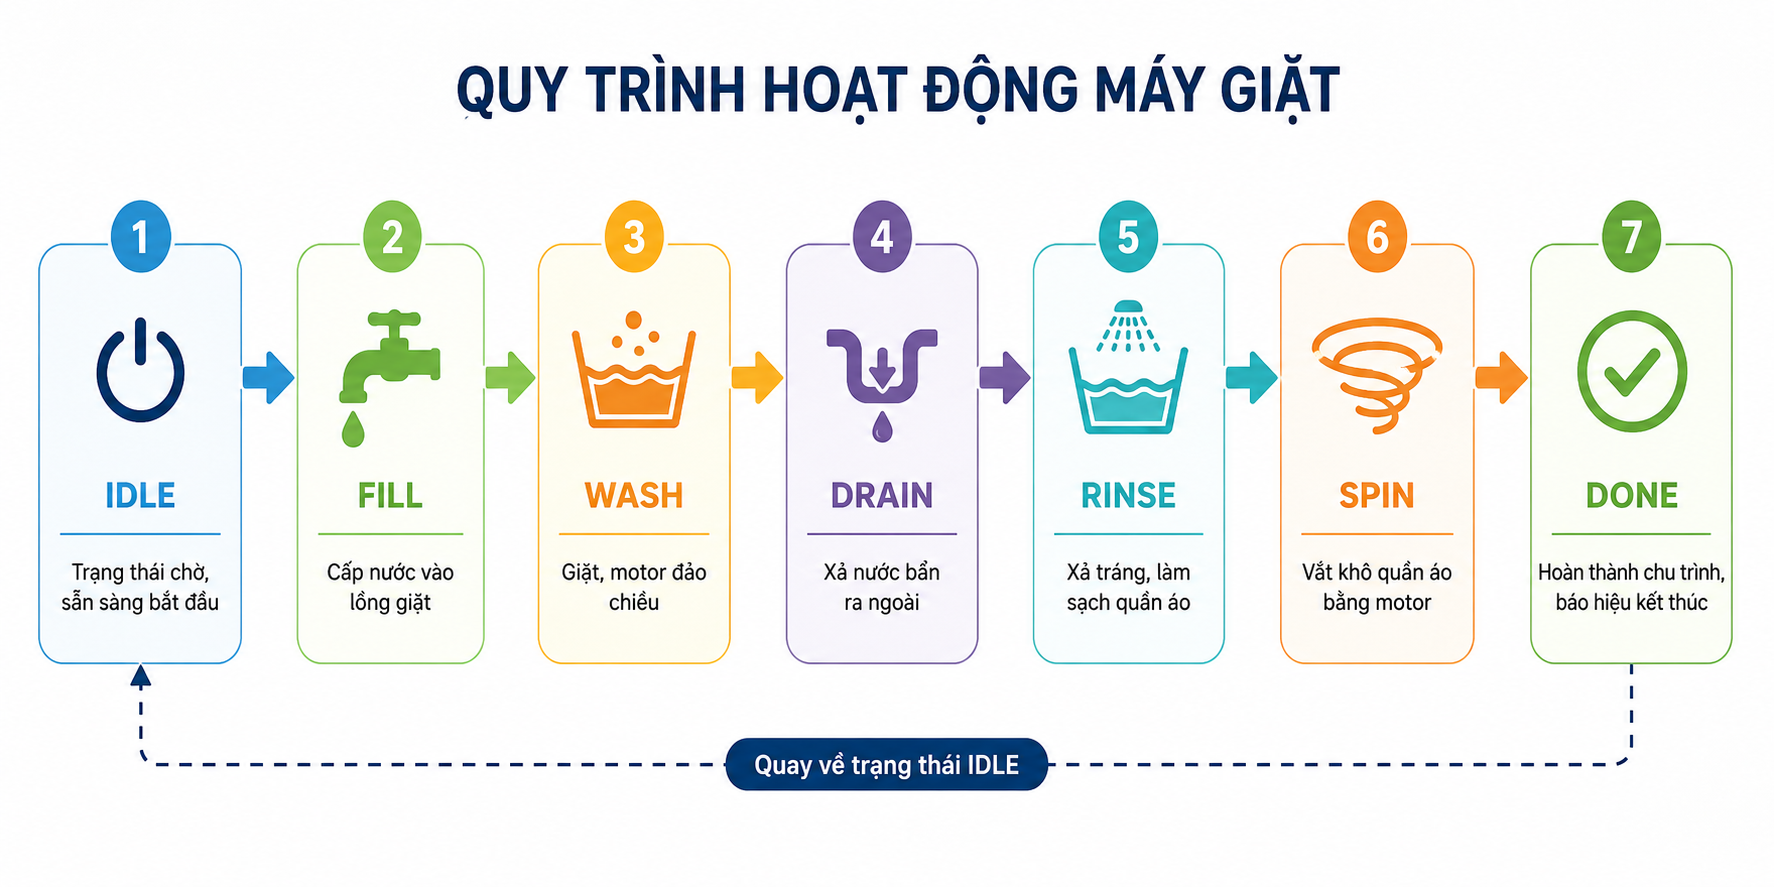 QUY TRÌNH HOẠT ĐỘNG MÁY GIẶT
1
2
3
4
5
6
7
IDLE
FILL
WASH
DRAIN
RINSE
SPIN
DONE
Trạng thái chờ,
sẵn sàng bắt đầu
Cấp nước vào
lồng giặt
Giặt, motor đảo
chiều
Xả nước bẩn
ra ngoài
Xả tráng, làm
sạch quần áo
Vắt khô quần áo
bằng motor
Hoàn thành chu trình,
báo hiệu kết thúc
Quay về trạng thái IDLE